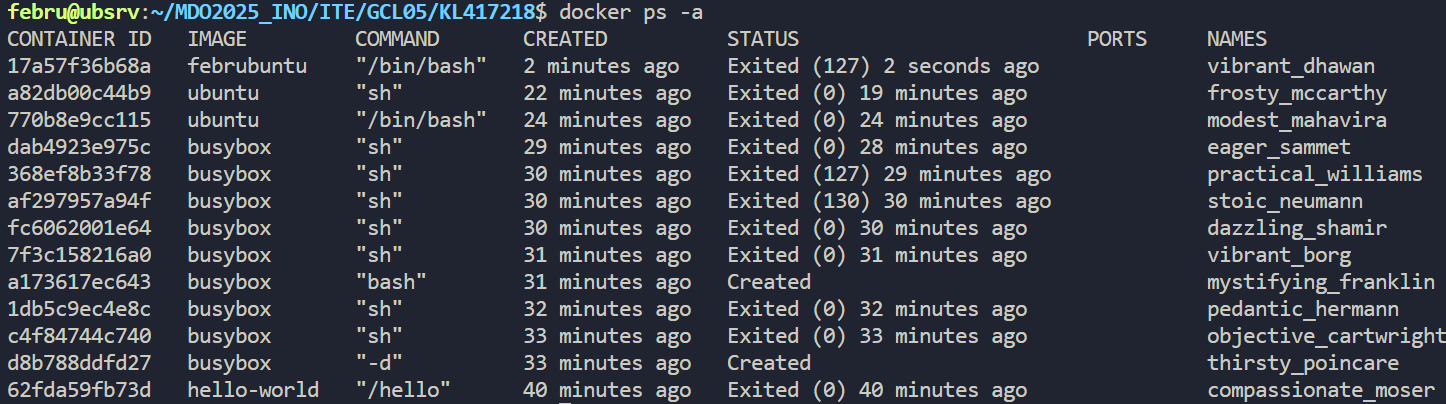 febru@ubsrv:~/MDO2025_INO/ITE/GCL05/KL417218$ docker ps -a
CONTAINER ID   IMAGE         COMMAND       CREATED          STATUS                        PORTS     NAMES
17a57f36b68a   februbuntu    "/bin/bash"   2 minutes ago    Exited (127) 2 seconds ago              vibrant_dhawan
a82db00c44b9   ubuntu        "sh"          22 minutes ago   Exited (0) 19 minutes ago               frosty_mccarthy
770b8e9cc115   ubuntu        "/bin/bash"   24 minutes ago   Exited (0) 24 minutes ago               modest_mahavira
dab4923e975c   busybox       "sh"          29 minutes ago   Exited (0) 28 minutes ago               eager_sammet
368ef8b33f78   busybox       "sh"          30 minutes ago   Exited (127) 29 minutes ago             practical_williams
af297957a94f   busybox       "sh"          30 minutes ago   Exited (130) 30 minutes ago             stoic_neumann
fc6062001e64   busybox       "sh"          30 minutes ago   Exited (0) 30 minutes ago               dazzling_shamir
7f3c158216a0   busybox       "sh"          31 minutes ago   Exited (0) 31 minutes ago               vibrant_borg
a173617ec643   busybox       "bash"        31 minutes ago   Created                                 mystifying_franklin
1db5c9ec4e8c   busybox       "sh"          32 minutes ago   Exited (0) 32 minutes ago               pedantic_hermann
c4f84744c740   busybox       "sh"          33 minutes ago   Exited (0) 33 minutes ago               objective_cartwright
d8b788ddfd27   busybox       "-d"          33 minutes ago   Created                                 thirsty_poincare
62fda59fb73d   hello-world   "/hello"      40 minutes ago   Exited (0) 40 minutes ago               compassionate_moser